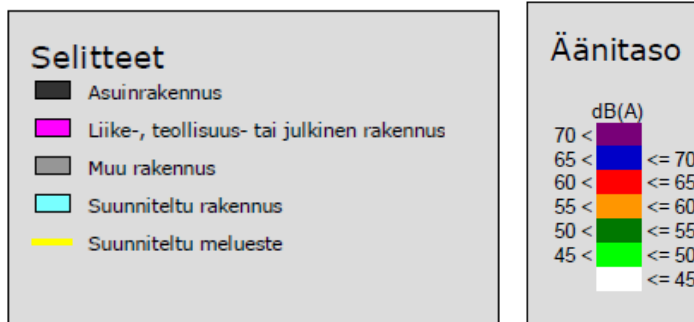 Selitteet
Asuinrakennus
Liike-, teollisuus- tai julkinen rakennus
Muu rakennus
Suunniteltu rakennus
Suunniteltu melueste
Äänitaso
dB(A)
70 <
65 < <= 70
60 < <= 65
55 < <= 60
50 < <= 55
45 < <= 50
<= 45